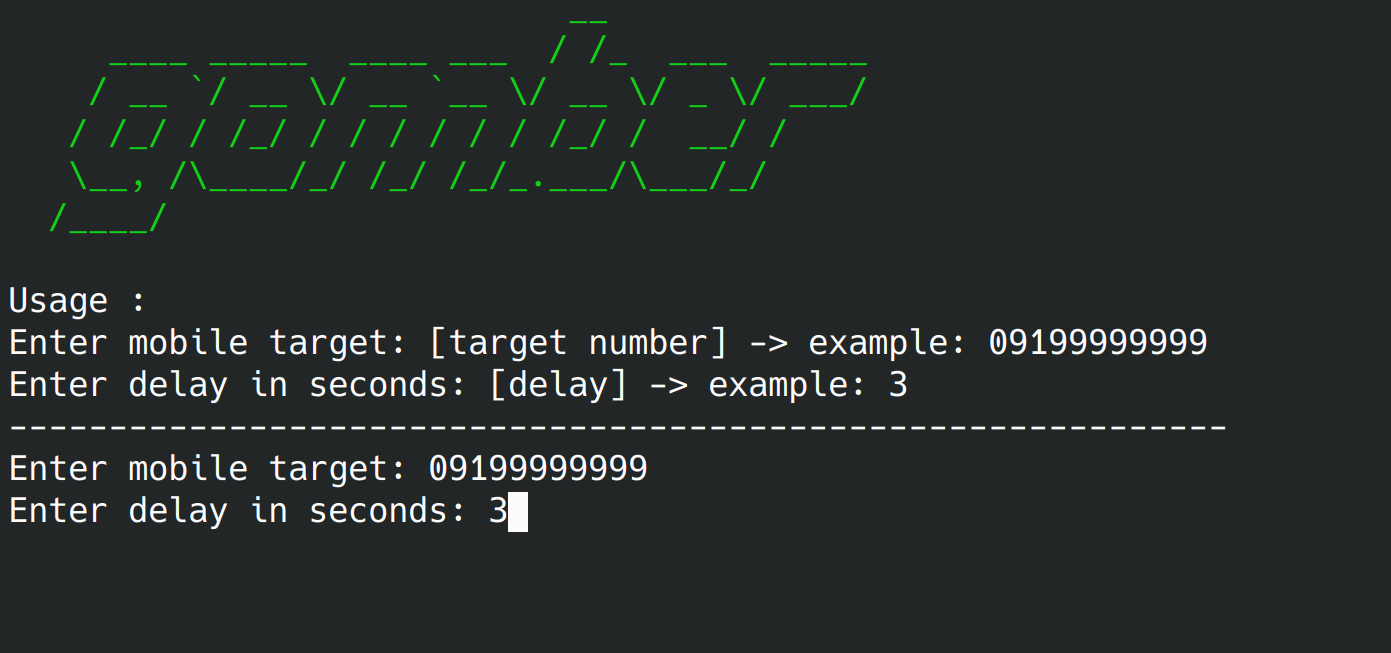 gomber
Usage :
Enter mobile target: [target number] -> example: 09199999999
Enter delay in seconds: [delay] -> example: 3
-------------------------------------------------------------
Enter mobile target: 09199999999
Enter delay in seconds: 3